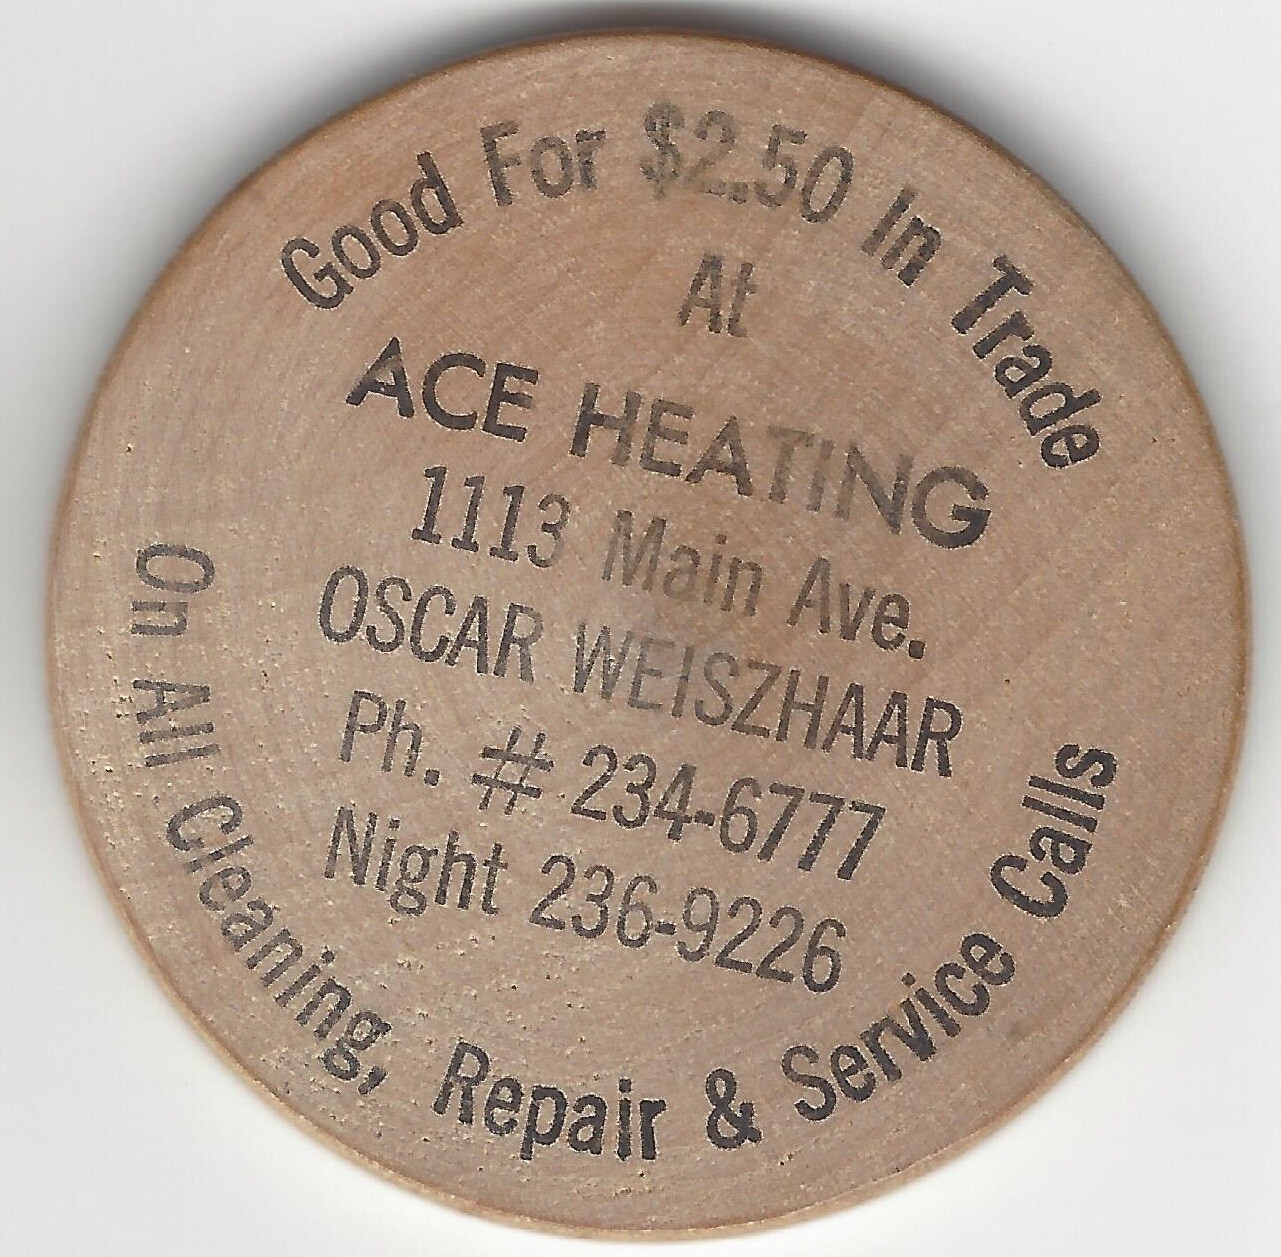 Good For $2.50 In Trade
At
ACE HEATING
1113 Main Ave.
OSCAR WEISZHAAR
Ph. # 234-6777
Night 236-9226
On All Cleaning, Repair & Service Calls